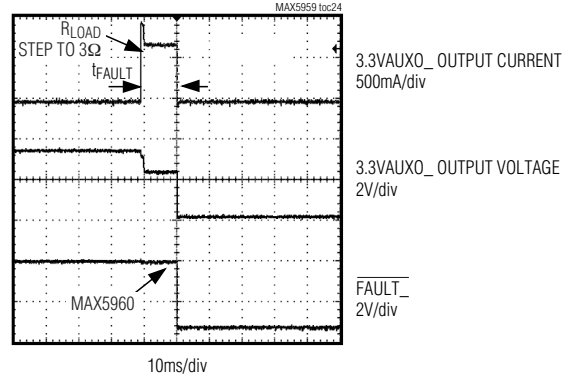 MAX5959 toc24
RLOAD
STEP TO 3Ω
tFAULT
3.3VAUXO_ OUTPUT CURRENT
500mA/div
3.3VAUXO_ OUTPUT VOLTAGE
2V/div
MAX5960
FAULT_
2V/div
10ms/div